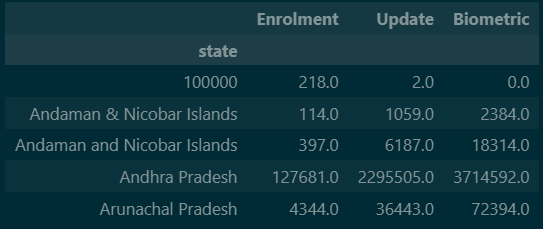 Enrolment Update Biometric
state
100000 218.0 2.0 0.0
Andaman & Nicobar Islands 114.0 1059.0 2384.0
Andaman and Nicobar Islands 397.0 6187.0 18314.0
Andhra Pradesh 127681.0 2295505.0 3714592.0
Arunachal Pradesh 4344.0 36443.0 72394.0